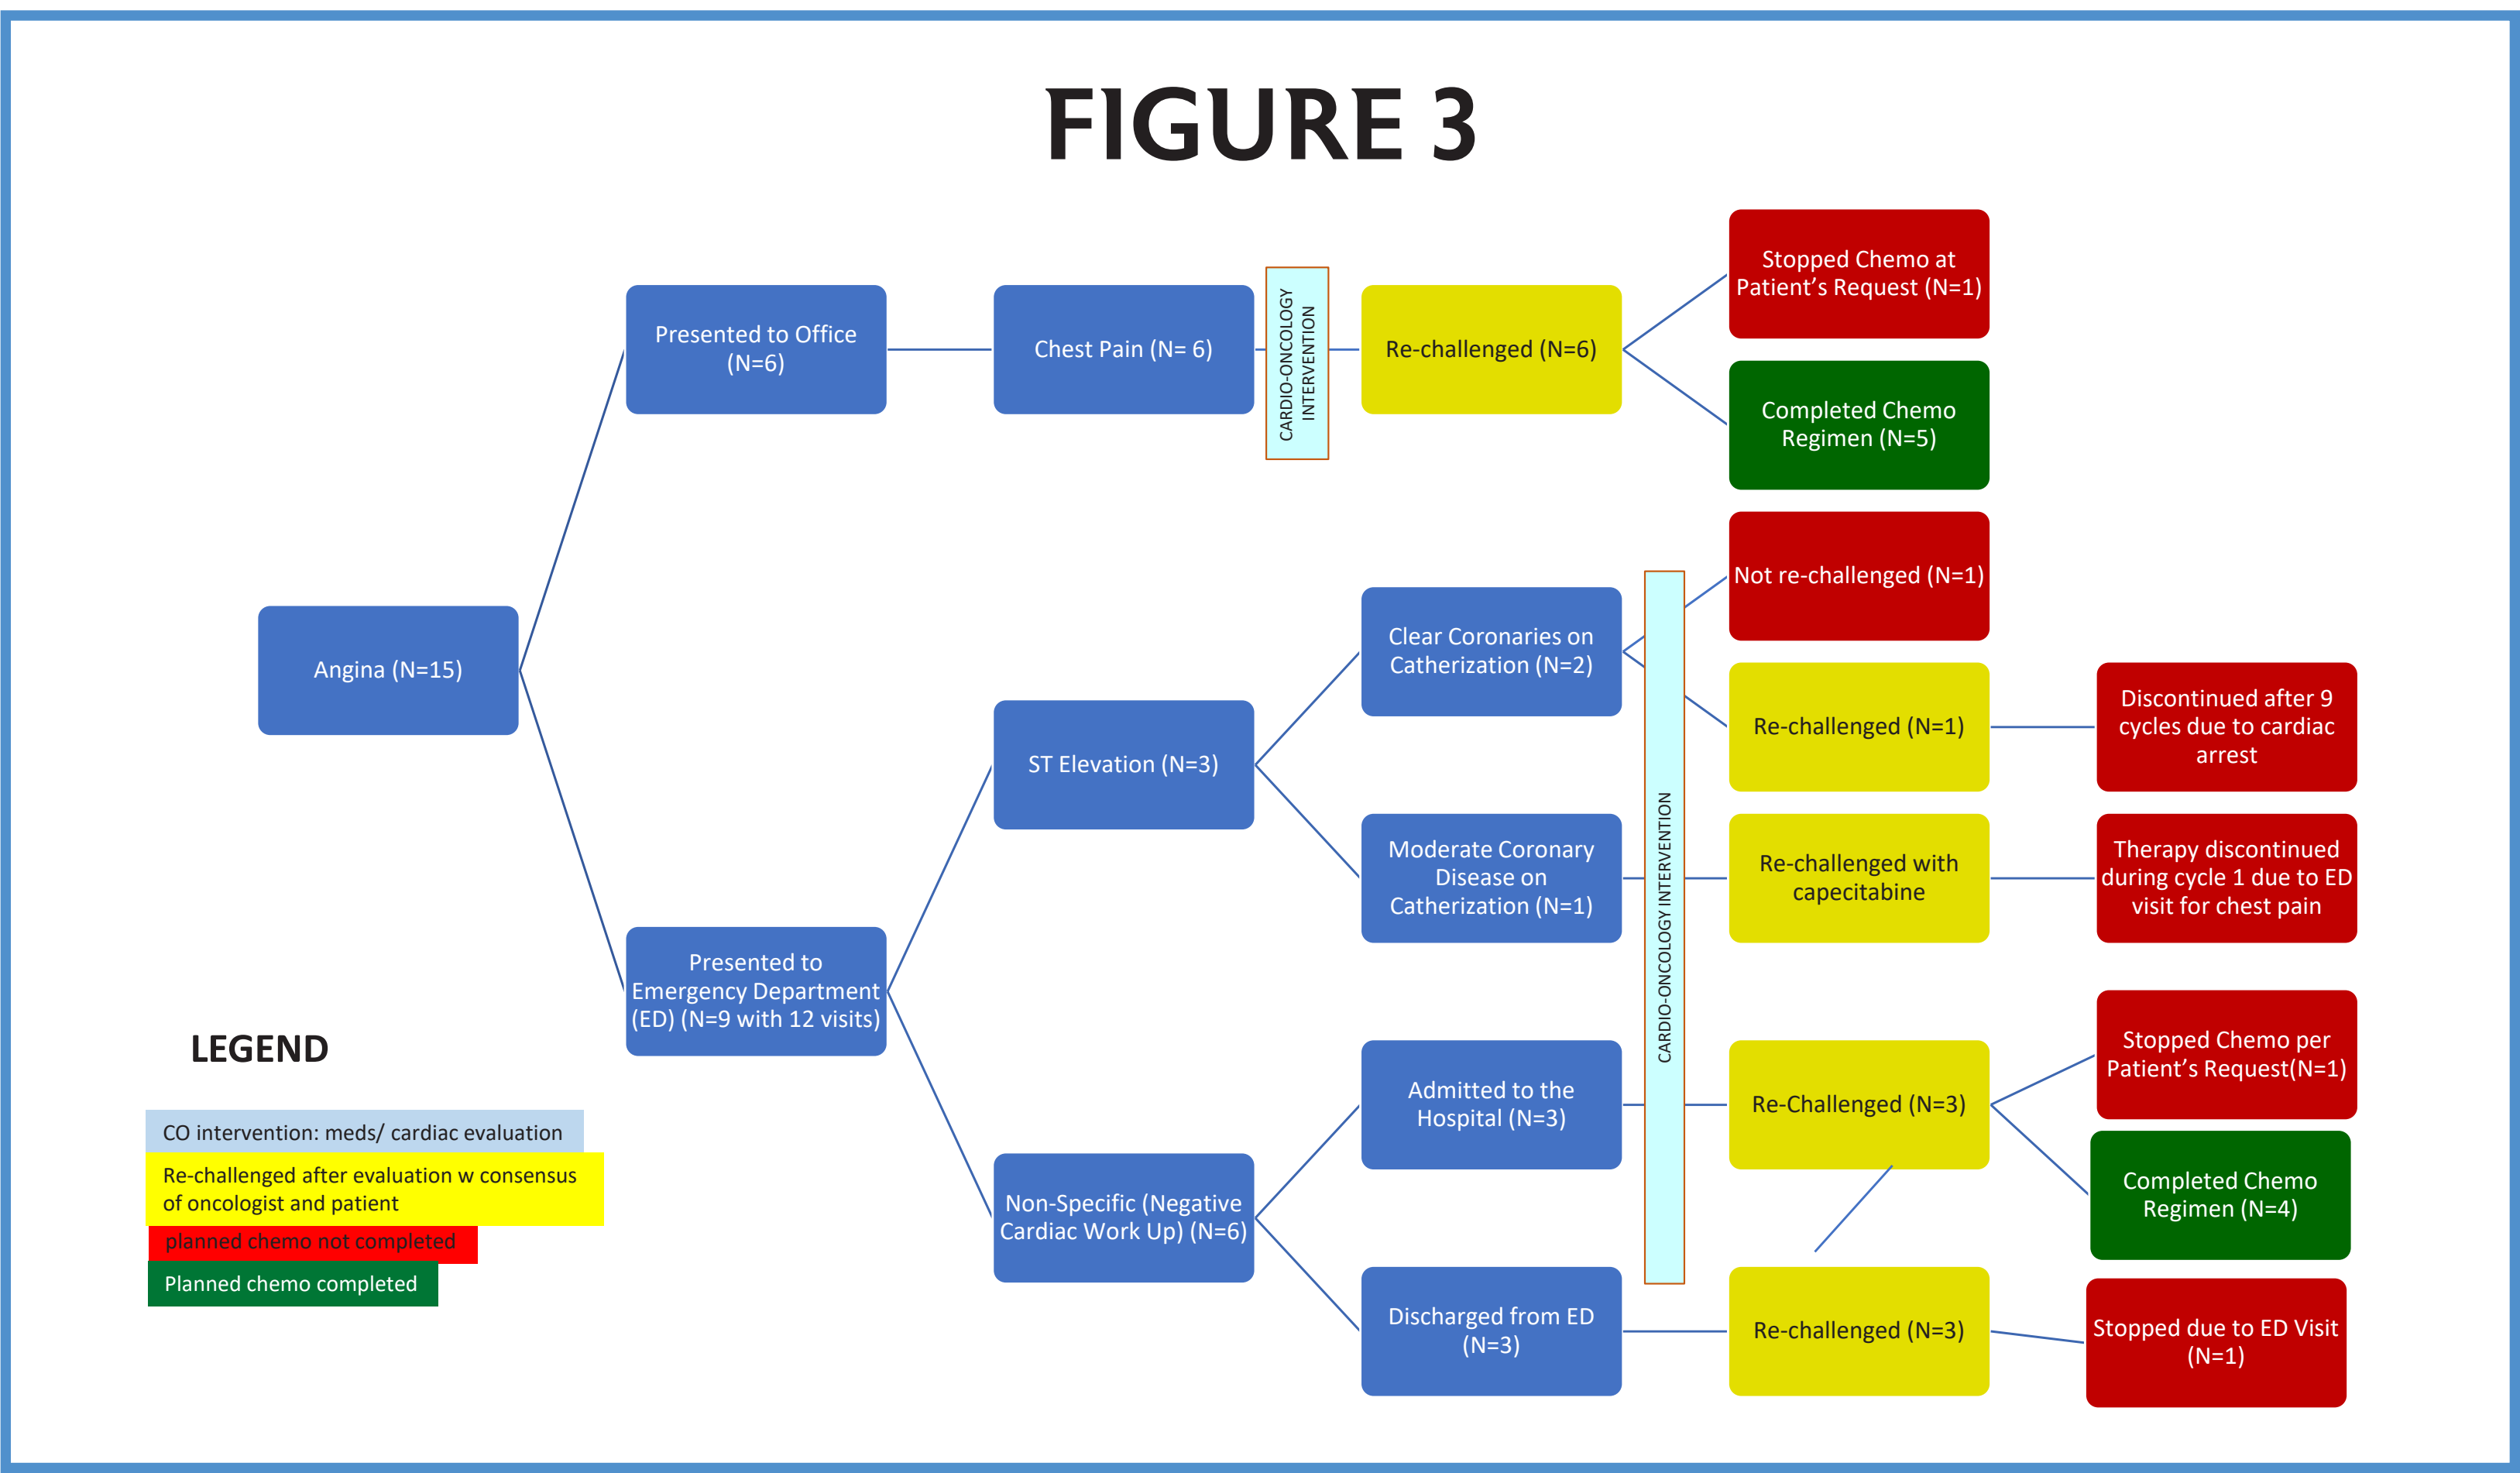 FIGURE 3
Angina (N=15)
Presented to Office
(N=6)
Chest Pain (N= 6)
CARDIO-ONCOLOGY
INTERVENTION
Re-challenged (N=6)
Stopped Chemo at
Patient’s Request (N=1)
Completed Chemo
Regimen (N=5)
Presented to
Emergency Department
(ED) (N=9 with 12 visits)
ST Elevation (N=3)
Clear Coronaries on
Catherization (N=2)
CARDIO-ONCOLOGY INTERVENTION
Not re-challenged (N=1)
Re-challenged (N=1)
Discontinued after 9
cycles due to cardiac
arrest
Moderate Coronary
Disease on
Catherization (N=1)
Re-challenged with
capecitabine
Therapy discontinued
during cycle 1 due to ED
visit for chest pain
Non-Specific (Negative
Cardiac Work Up) (N=6)
Admitted to the
Hospital (N=3)
Re-Challenged (N=3)
Stopped Chemo per
Patient’s Request(N=1)
Completed Chemo
Regimen (N=4)
Discharged from ED
(N=3)
Re-challenged (N=3)
Stopped due to ED Visit
(N=1)
LEGEND
CO intervention: meds/ cardiac evaluation
Re-challenged after evaluation w consensus
of oncologist and patient
planned chemo not completed
Planned chemo completed